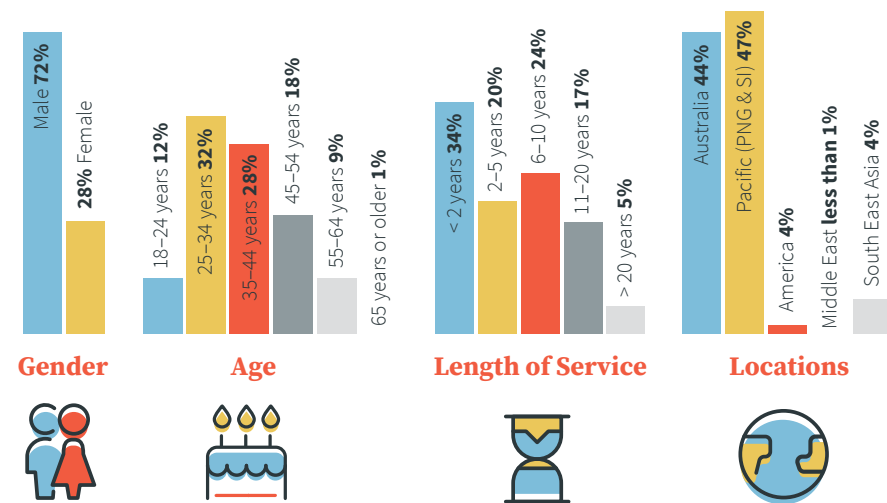 Male 72%
28% Female
Gender
18–24 years 12%
25–34 years 32%
35–44 years 28%
45–54 years 18%
55–64 years 9%
65 years or older 1%
Age
< 2 years 34%
2–5 years 20%
6–10 years 24%
11–20 years 17%
> 20 years 5%
Length of Service
Australia 44%
Pacific (PNG & SI) 47%
America 4%
Middle East less than 1%
South East Asia 4%
Locations